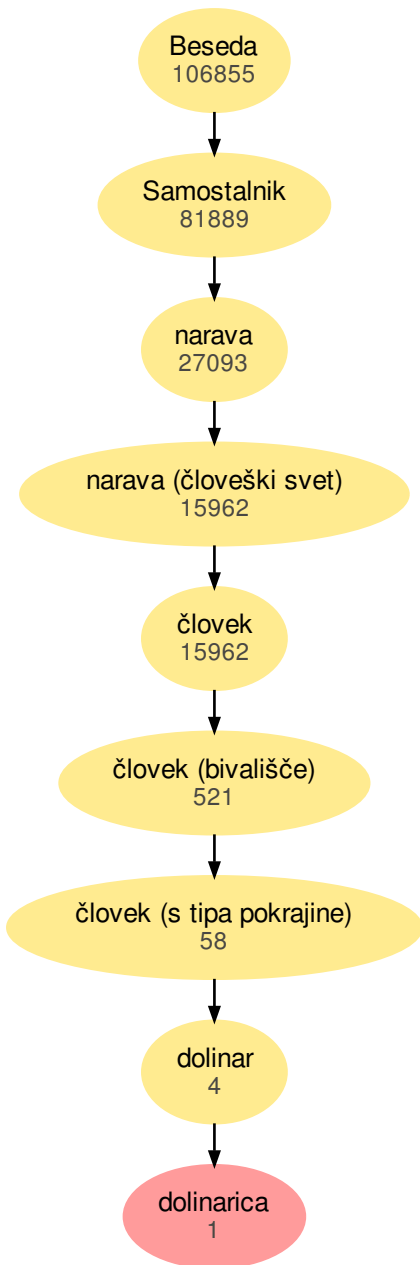 Beseda
106855
Samostalnik
81889
narava
27093
narava (človeški svet)
15962
človek
15962
človek (bivališče)
521
človek (s tipa pokrajine)
58
dolinar
4
dolinarica
1